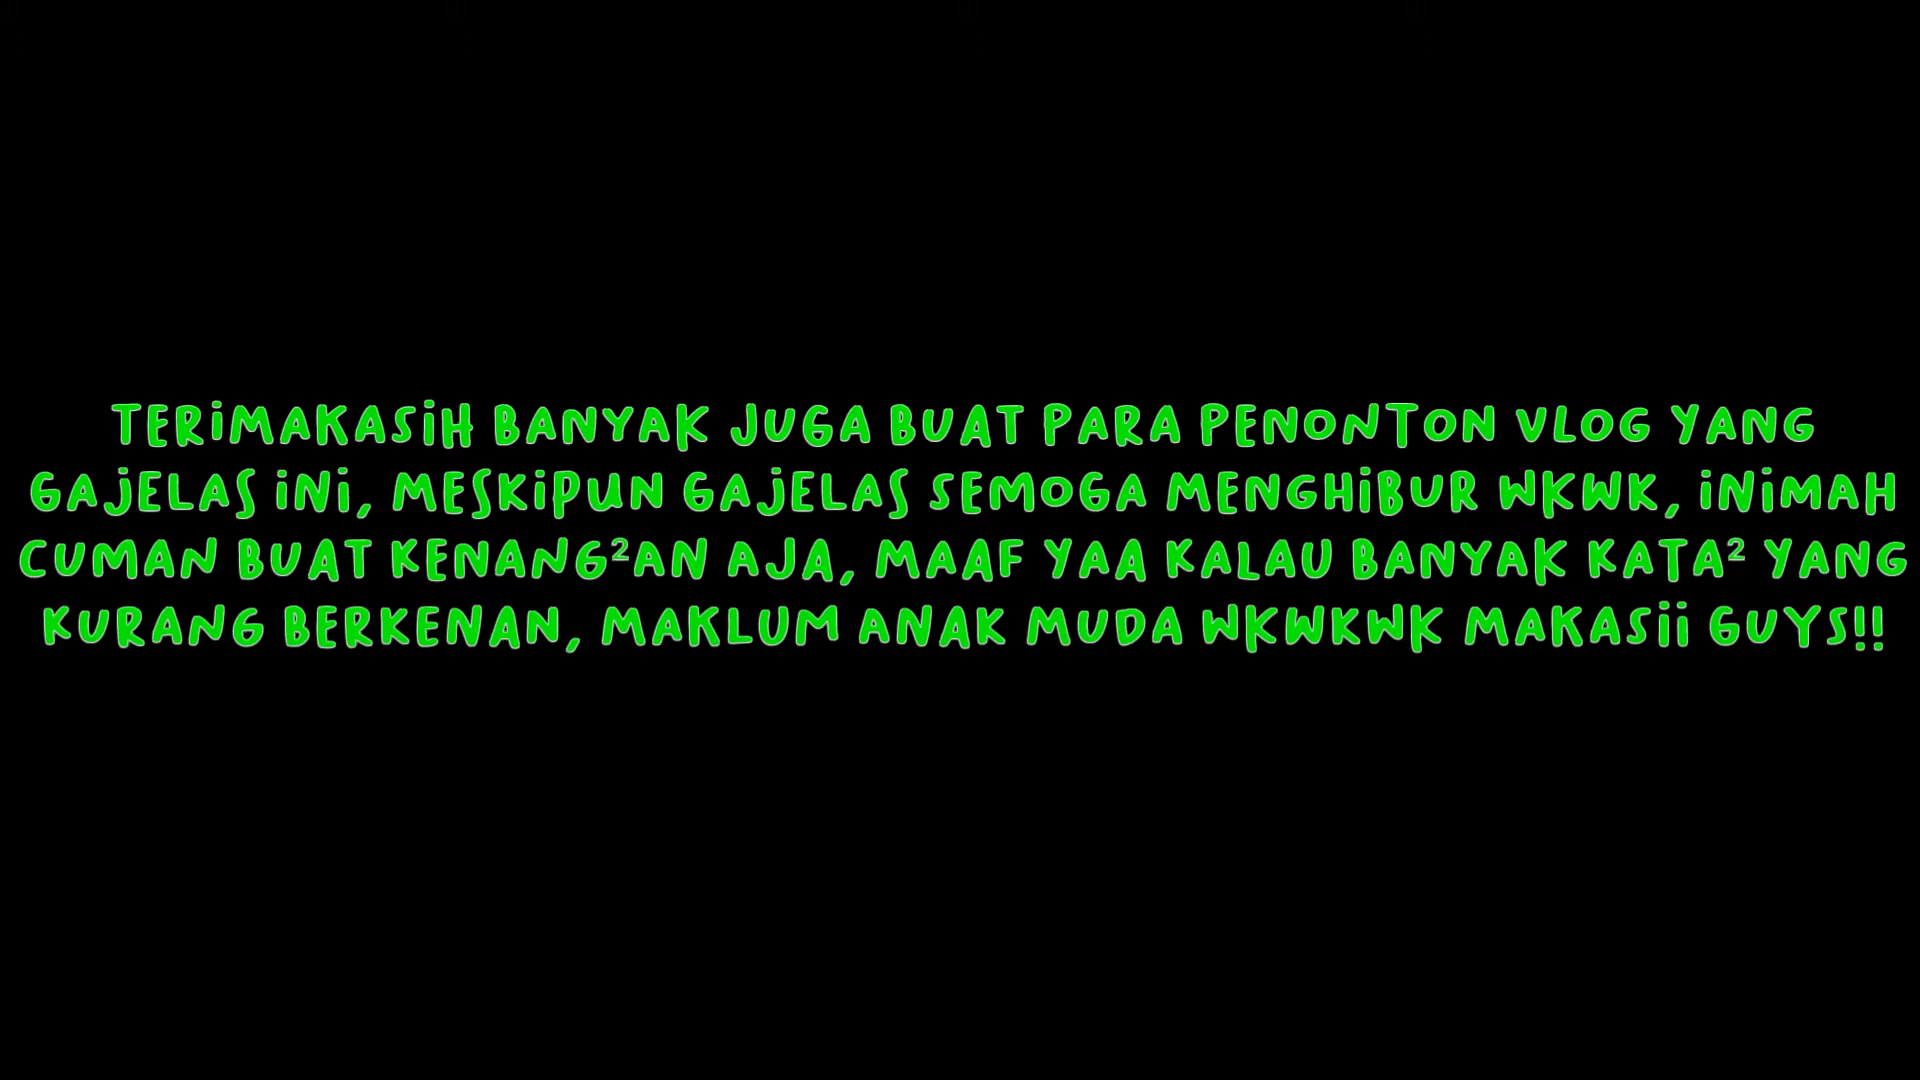 TERIMAKASIH BANYAK JUGA BUAT PARA PENONTON VLOG YANG
GAJELAS INI, MESKIPUN GAJELAS SEMOGA MENGHIBUR WKWK, INIMAH
CUMAN BUAT KENANG²AN AJA, MAAF YAA KALAU BANYAK KATA² YANG
KURANG BERKENAN, MAKLUM ANAK MUDA WKWKWK MAKASII GUYS!!